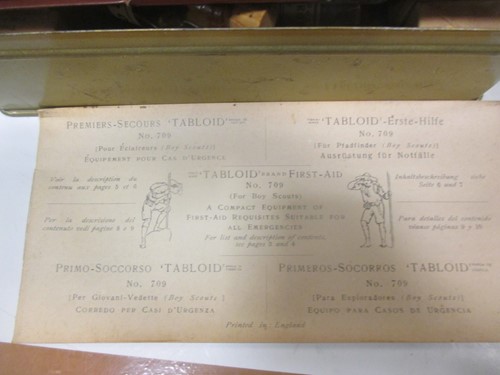 Premiers-Secours 'TABLOID'
No. 709
(Pour Éclaireurs (Boy Scouts))
Équipement pour Cas d'Urgence
'TABLOID'-Erste-Hilfe
No. 709
(For Pfadfinder (Boy Scouts))
Ausrüstung für Notfälle
Voir la description du
contenu aux pages 5 et 6
'TABLOID' BRAND First-Aid
No. 709
(For Boy Scouts)
A Compact Equipment of
First-Aid Requisites Suitable for
all Emergencies
For list and description of contents,
see pages 3 and 4
Inhaltsbeschreibung siehe
Seite 6 und 7
Per la descrizione del
contenuto vedi pagine 8 e
Para detalles del contenido
véanse páginas 9 y 10
Primo-Soccorso 'TABLOID'
No. 709
(Per Giovani-Vedette (Boy Scouts)
Corredo per Casi d'Urgenza
Primeros-Socorros 'TABLOID'
No. 709
(Para Exploradores (Boy Scouts))
Equipo para Casos de Urgencia
Printed in England